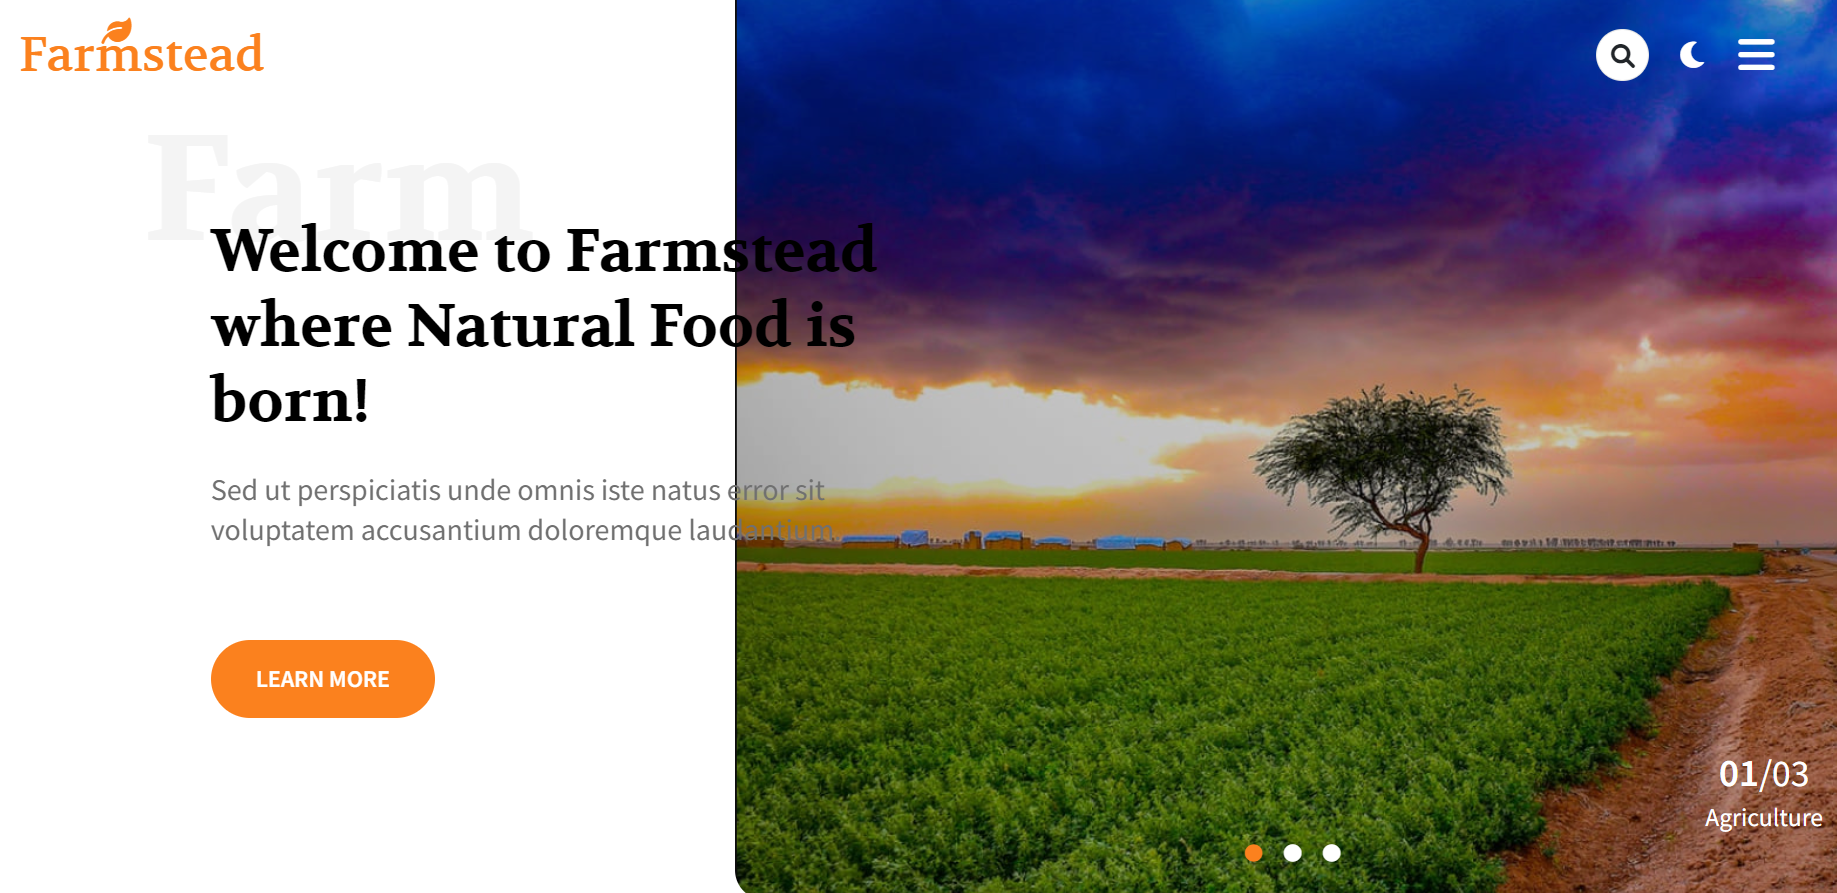 Farmstead
Farm
Welcome to Farmstead
where Natural Food is
born!
Sed ut perspiciatis unde omnis iste natus error sit
voluptatem accusantium doloremque laudantium.
LEARN MORE
01/03
Agriculture